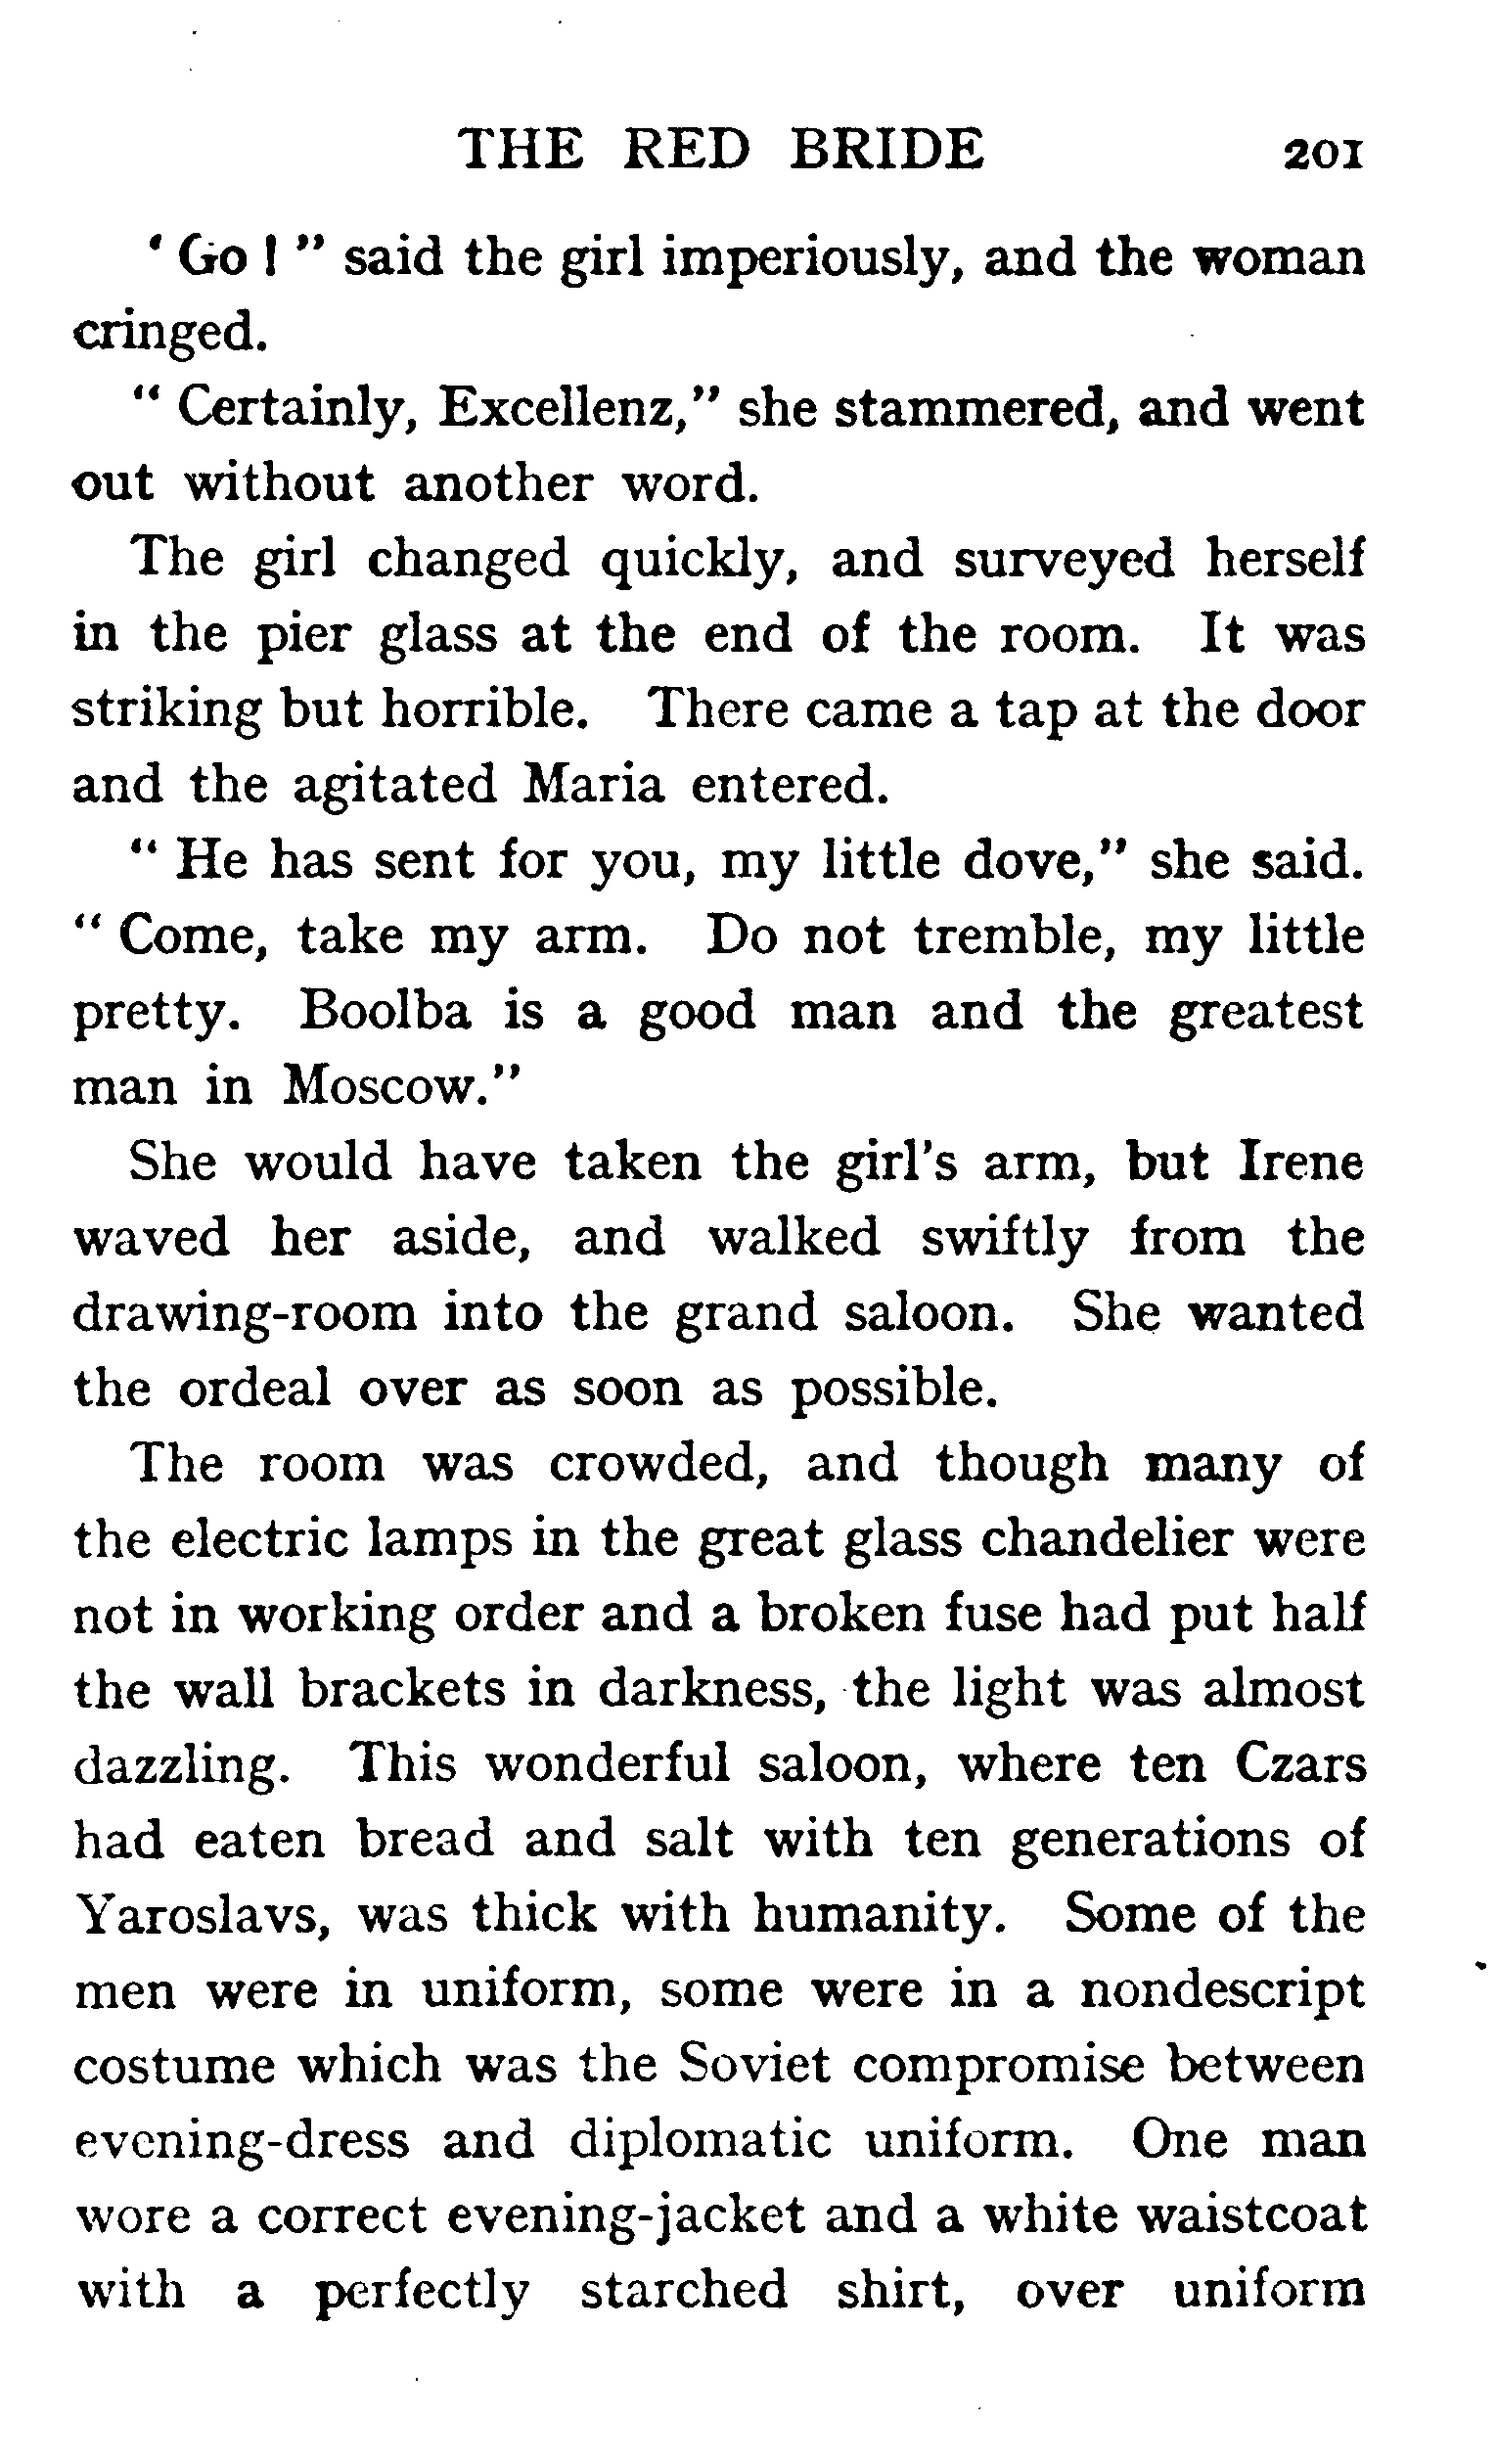 THE RED BRIDE 201
' Go ! " said the girl imperiously, and the woman
cringed.
" Certainly, Excellenz," she stammered, and went
out without another word.
The girl changed quickly, and surveyed herself
in the pier glass at the end of the room. It was
striking but horrible. There came a tap at the door
and the agitated Maria entered.
" He has sent for you, my little dove," she said.
" Come, take my arm. Do not tremble, my little
pretty. Boolba is a good man and the greatest
man in Moscow."
She would have taken the girl's arm, but Irene
waved her aside, and walked swiftly from the
drawing-room into the grand saloon. She wanted
the ordeal over as soon as possible.
The room was crowded, and though many of
the electric lamps in the great glass chandelier were
not in working order and a broken fuse had put half
the wall brackets in darkness, the light was almost
dazzling. This wonderful saloon, where ten Czars
had eaten bread and salt with ten generations of
Yaroslavs, was thick with humanity. Some of the
men were in uniform, some were in a nondescript
costume which was the Soviet compromise between
evening-dress and diplomatic uniform. One man
wore a correct evening-jacket and a white waistcoat
with a perfectly starched shirt, over uniform